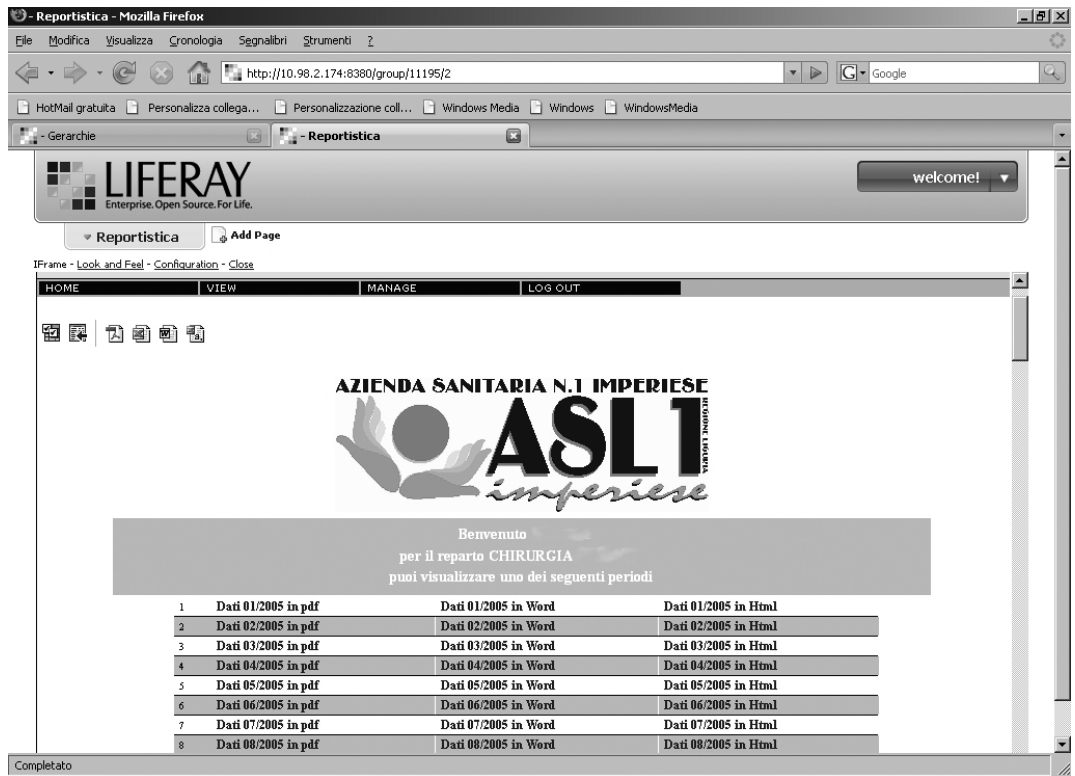 - Reportistica - Mozilla Firefox
File Modifica Visualizza Cronologia Segnalibri Strumenti ?
http://10.98.2.174:8380/group/11195/2 G Google
HotMail gratuita Personalizza collega... Personalizzazione coll... Windows Media Windows WindowsMedia
- Gerarchie - Reportistica
LIFERAY welcome!
Enterprise. Open Source. For Life.
Reportistica Add Page
IFrame - Look and Feel - Configuration - Close
HOME VIEW MANAGE LOG OUT
AZIENDA SANITARIA N.1 IMPERIESE
ASL 1
REGIONE LIGURIA
imperiese
Benvenuto
per il reparto CHIRURGIA
puoi visualizzare uno dei seguenti periodi
1 Dati 01/2005 in pdf Dati 01/2005 in Word Dati 01/2005 in Html
2 Dati 02/2005 in pdf Dati 02/2005 in Word Dati 02/2005 in Html
3 Dati 03/2005 in pdf Dati 03/2005 in Word Dati 03/2005 in Html
4 Dati 04/2005 in pdf Dati 04/2005 in Word Dati 04/2005 in Html
5 Dati 05/2005 in pdf Dati 05/2005 in Word Dati 05/2005 in Html
6 Dati 06/2005 in pdf Dati 06/2005 in Word Dati 06/2005 in Html
7 Dati 07/2005 in pdf Dati 07/2005 in Word Dati 07/2005 in Html
8 Dati 08/2005 in pdf Dati 08/2005 in Word Dati 08/2005 in Html
Completato